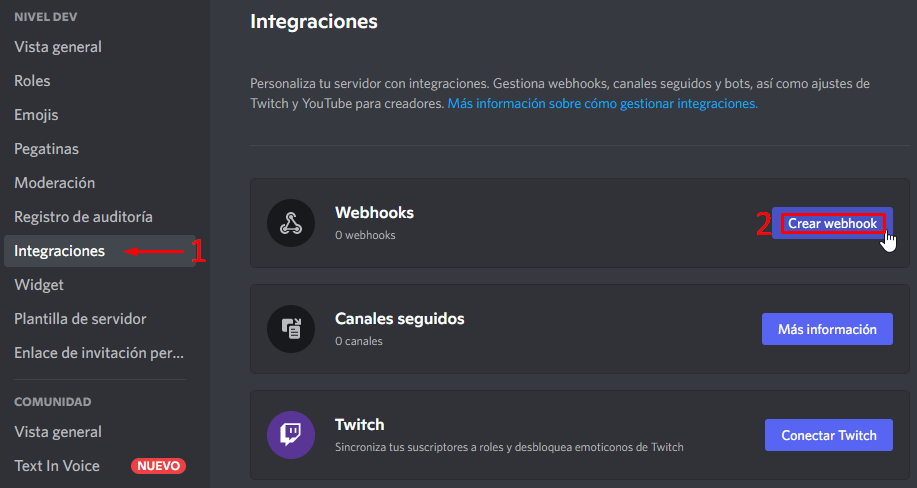 NIVEL DEV
Vista general
Roles
Emojis
Pegatinas
Moderación
Registro de auditoría
Integraciones
1
Widget
Plantilla de servidor
Enlace de invitación per...
COMUNIDAD
Vista general
Text In Voice
NUEVO
Integraciones
Personaliza tu servidor con integraciones. Gestiona webhooks, canales seguidos y bots, así como ajustes de
Twitch y YouTube para creadores. Más información sobre cómo gestionar integraciones.
Webhooks
0 webhooks
2
Crear webhook
Canales seguidos
0 canales
Más información
Twitch
Sincroniza tus suscriptores a roles y desbloquea emoticonos de Twitch
Conectar Twitch